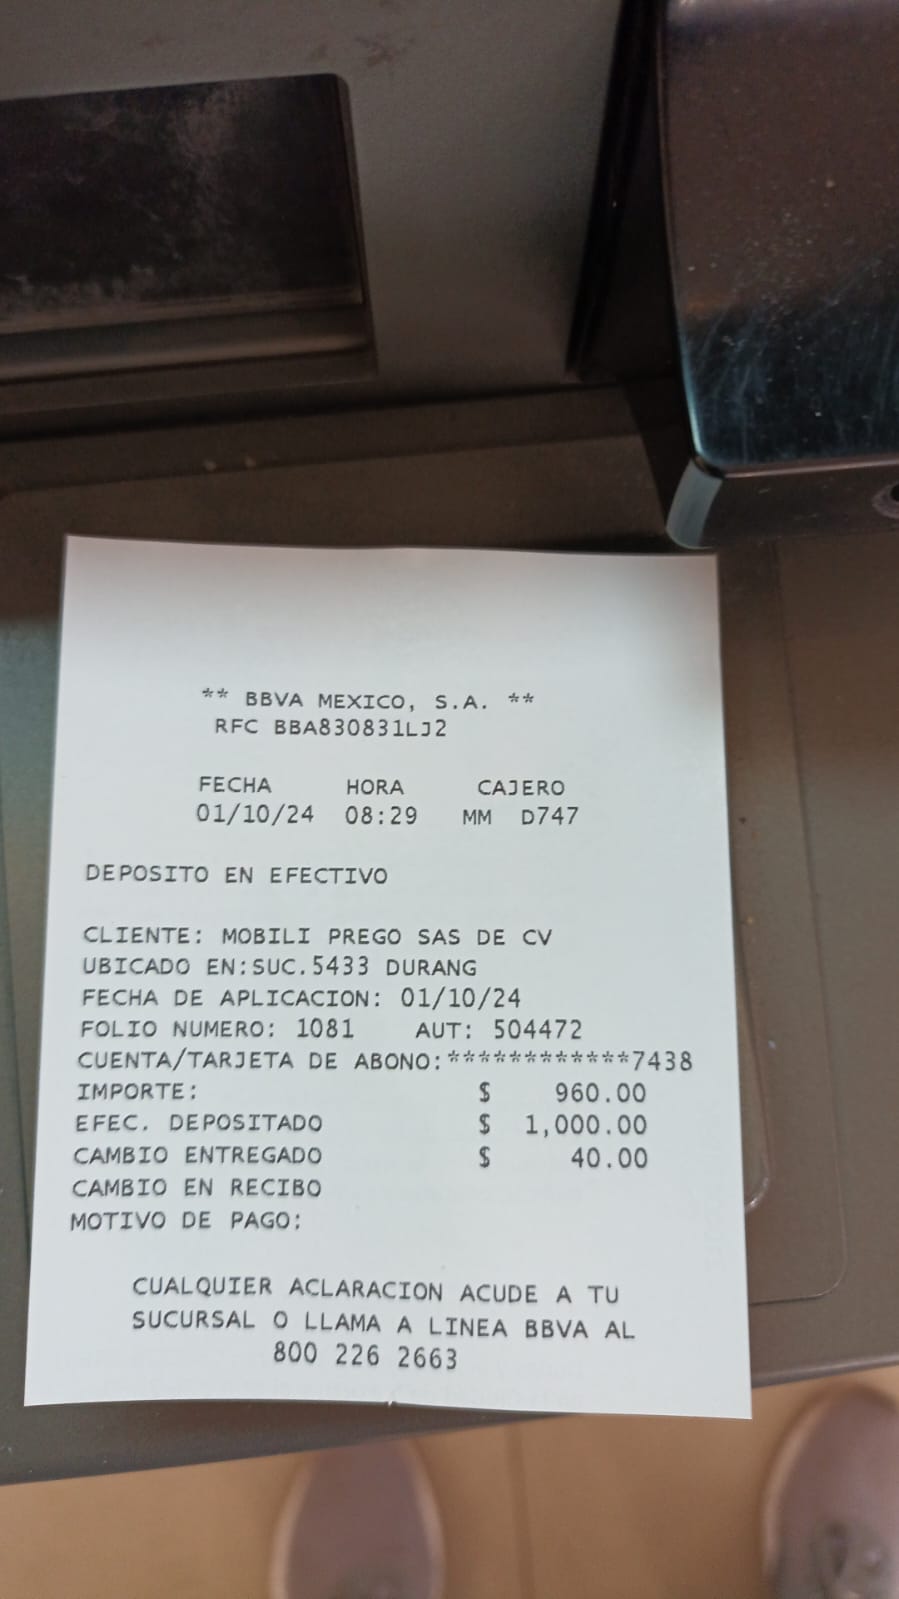 ** BBVA MEXICO, S.A. **
RFC BBA830831LJ2
FECHA HORA CAJERO
01/10/24 08:29 MM D747
DEPOSITO EN EFECTIVO
CLIENTE: MOBILI PREGO SAS DE CV
UBICADO EN:SUC.5433 DURANG
FECHA DE APLICACION: 01/10/24
FOLIO NUMERO: 1081 AUT: 504472
CUENTA/TARJETA DE ABONO:************7438
IMPORTE: $ 960.00
EFEC. DEPOSITADO $ 1,000.00
CAMBIO ENTREGADO $ 40.00
CAMBIO EN RECIBO
MOTIVO DE PAGO:
CUALQUIER ACLARACION ACUDE A TU
SUCURSAL O LLAMA A LINEA BBVA AL
800 226 2663